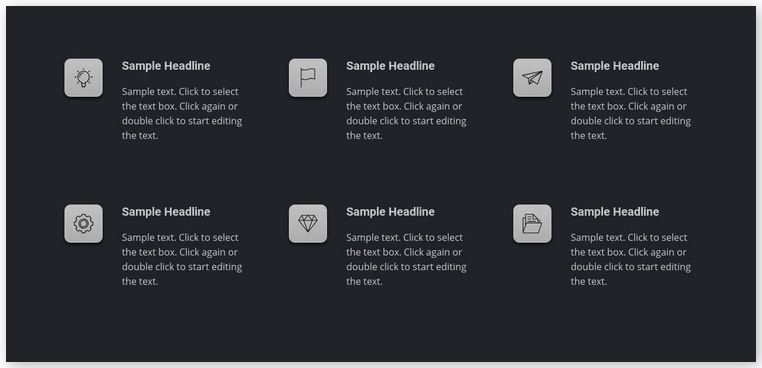 Sample Headline
Sample text. Click to select
the text box. Click again or
double click to start editing
the text.
Sample Headline
Sample text. Click to select
the text box. Click again or
double click to start editing
the text.
Sample Headline
Sample text. Click to select
the text box. Click again or
double click to start editing
the text.
Sample Headline
Sample text. Click to select
the text box. Click again or
double click to start editing
the text.
Sample Headline
Sample text. Click to select
the text box. Click again or
double click to start editing
the text.
Sample Headline
Sample text. Click to select
the text box. Click again or
double click to start editing
the text.